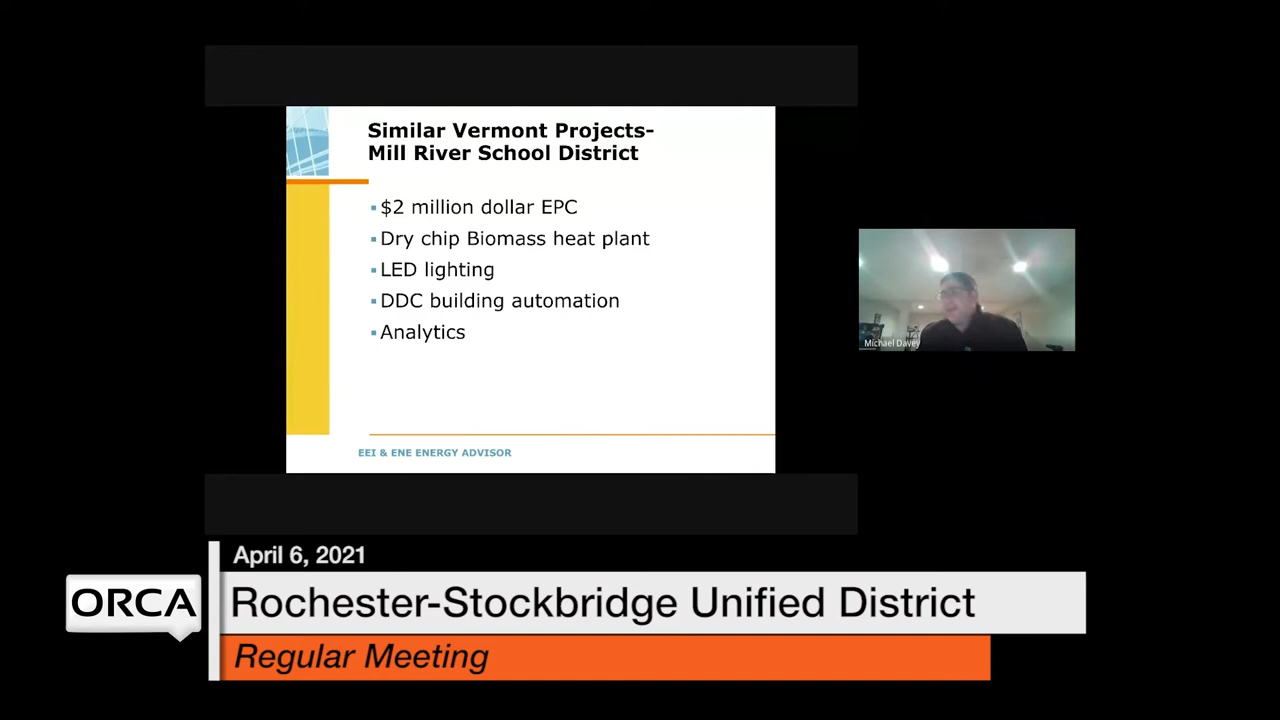 Similar Vermont Projects-
Mill River School District
$2 million dollar EPC
Dry chip Biomass heat plant
LED lighting
DDC building automation
Analytics
EEI & ENE ENERGY ADVISOR
Michael Davey
April 6, 2021
ORCA
Rochester-Stockbridge Unified District
Regular Meeting